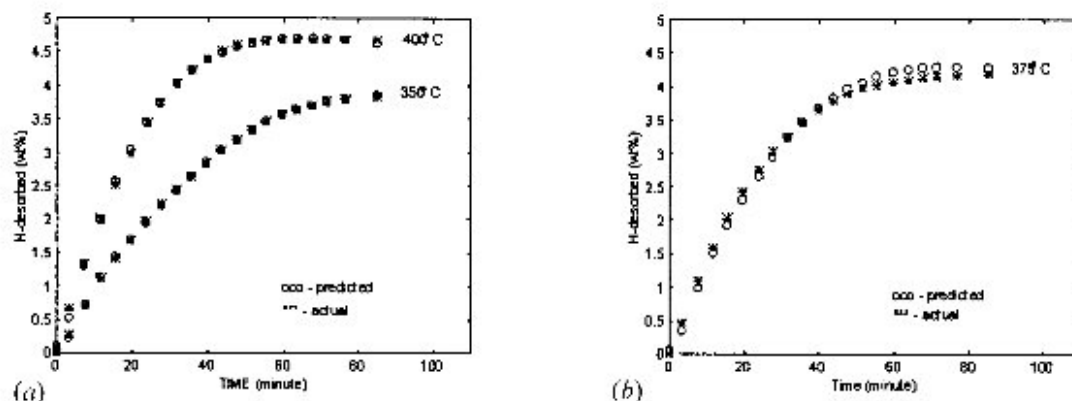 5
4.5
4
3.5
3
2.5
2
1.5
1
0.5
0
H-desorbed (wt%)
400°C
350°C
ooo - predicted
- actual
0 20 40 60 80 100
TIME (minute)
(a)
5
4.5
4
3.5
3
2.5
2
1.5
1
0.5
0
H-desorbed (wt%)
375°C
ooo - predicted
- actual
0 20 40 60 80 100
Time (minute)
(b)